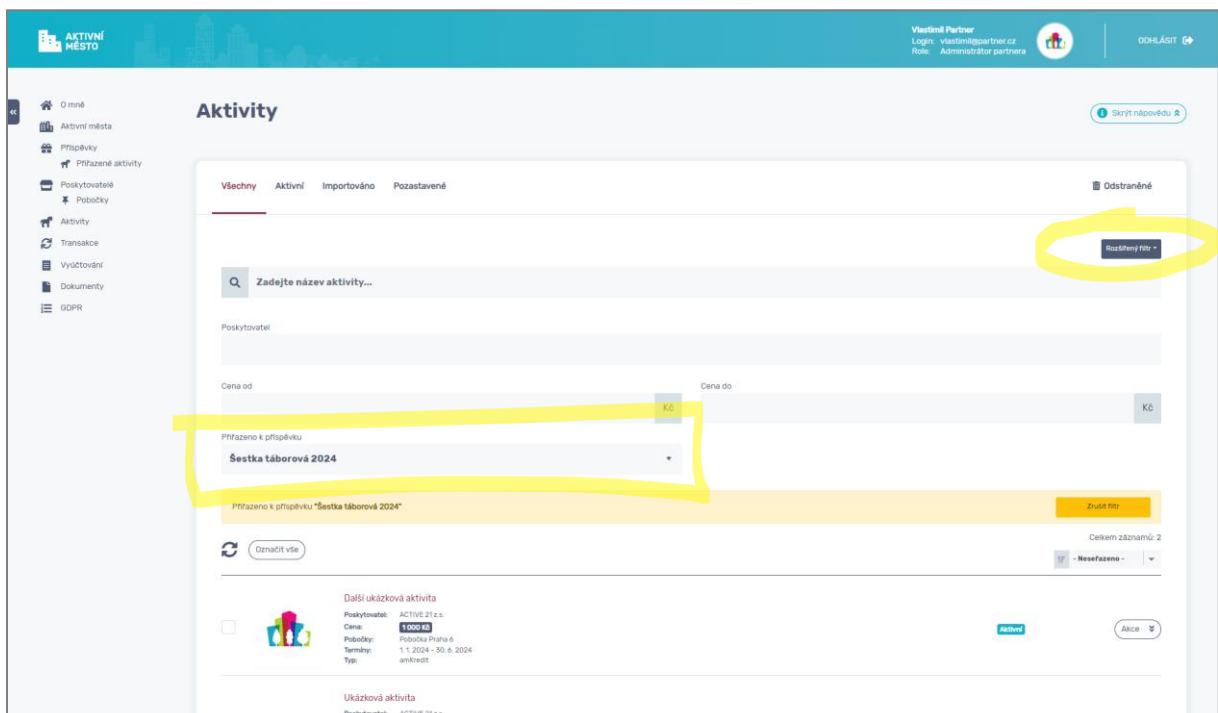 AKTIVNÍ
MĚSTO
Vlastimil Partner
Login: vlastimil@partner.cz
Role: Administrátor partnera
ODHLÁSIT
O mně
Aktivní města
Příspěvky
Přiřazené aktivity
Poskytovatelé
Pobočky
Aktivity
Transakce
Vyúčtování
Dokumenty
GDPR
Aktivity
Skrýt nápovědu
Všechny Aktivní Importováno Pozastavené
Odstraněné
Rozšířený filtr
Zadejte název aktivity...
Poskytovatel
Cena od Cena do
Kč Kč
Přiřazeno k příspěvku
Šestka táborová 2024
Přiřazeno k příspěvku "Šestka táborová 2024" Zrušit filtr
Celkem záznamů: 2
Označit vše
- Neseřazeno -
Další ukázková aktivita
Poskytovatel: ACTIVE 21 z.s.
Cena: 1 000 Kč
Pobočky: Pobočka Praha 6
Termíny: 1. 1. 2024 - 30. 6. 2024
Typ: amKredit
Aktivní
Akce
Ukázková aktivita
Poskytovatel: ACTIVE 21 z.s.